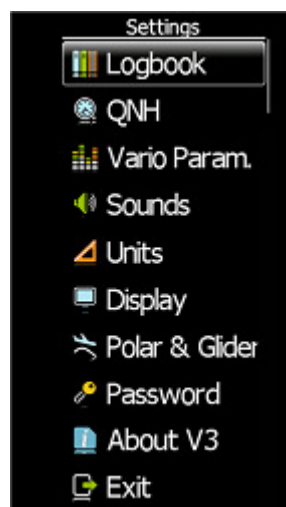 Settings
Logbook
QNH
Vario Param.
Sounds
Units
Display
Polar & Glider
Password
About V3
Exit